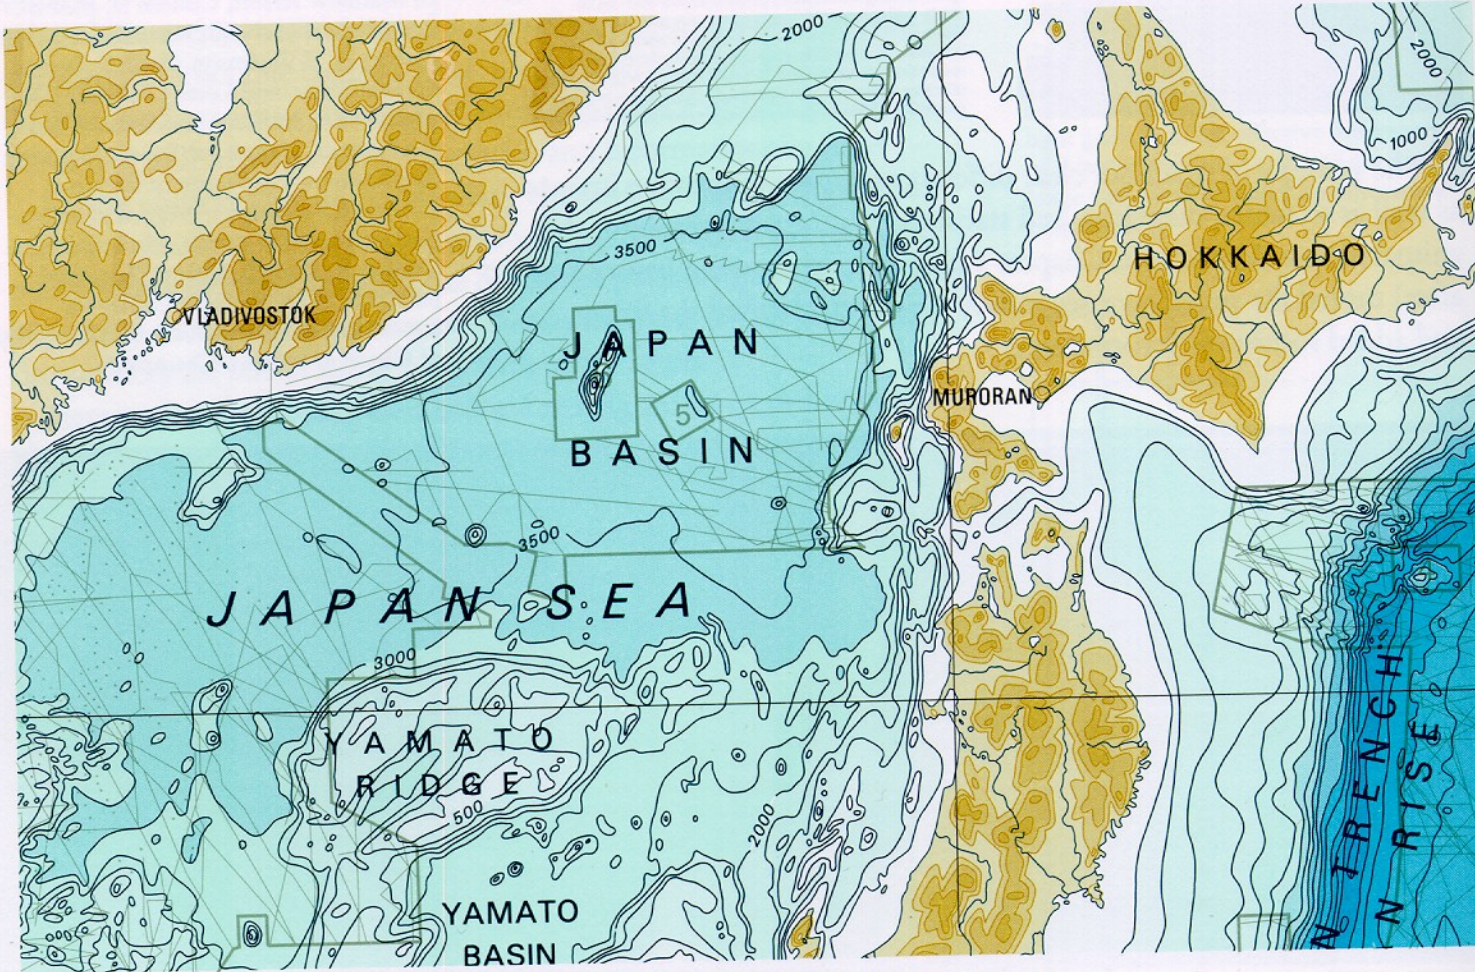 2000
2000
1000
3500
HOKKAIDO
VLADIVOSTOK
JAPAN
BASIN
5
MURORAN
3500
JAPAN SEA
3000
YAMATO
RIDGE
500
2000
YAMATO
BASIN
N TRENCH
N RISE